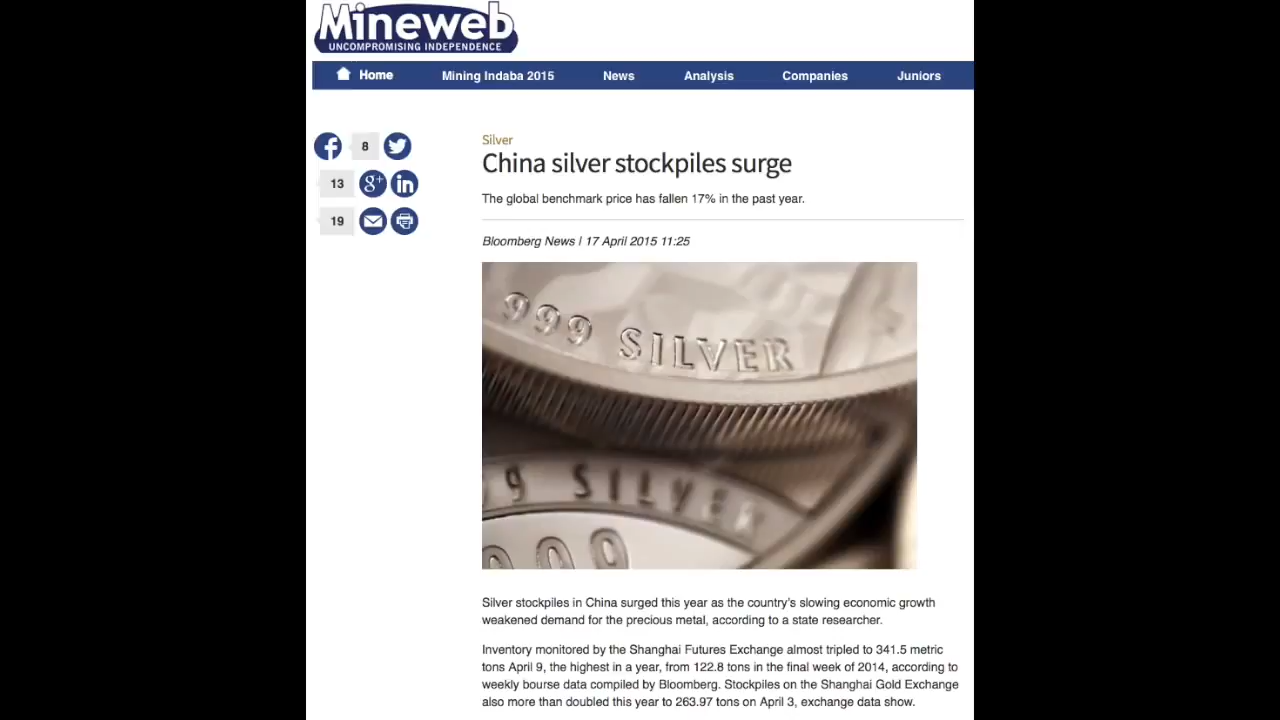 Mineweb
UNCOMPROMISING INDEPENDENCE
Home Mining Indaba 2015 News Analysis Companies Juniors
8
13
19
Silver
China silver stockpiles surge
The global benchmark price has fallen 17% in the past year.
Bloomberg News | 17 April 2015 11:25
999 SILVER
9 SILVER
000
Silver stockpiles in China surged this year as the country's slowing economic growth
weakened demand for the precious metal, according to a state researcher.
Inventory monitored by the Shanghai Futures Exchange almost tripled to 341.5 metric
tons April 9, the highest in a year, from 122.8 tons in the final week of 2014, according to
weekly bourse data compiled by Bloomberg. Stockpiles on the Shanghai Gold Exchange
also more than doubled this year to 263.97 tons on April 3, exchange data show.